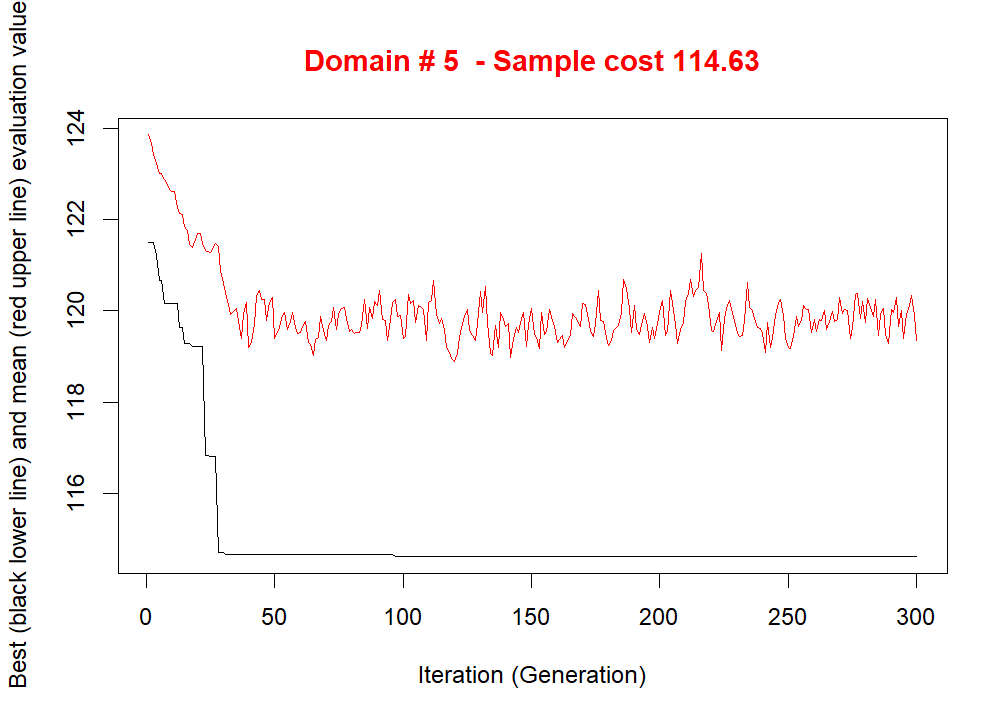 Domain # 5  - Sample cost 114.63
Best (black lower line) and mean (red upper line) evaluation value
124
122
120
118
116
0 50 100 150 200 250 300
Iteration (Generation)